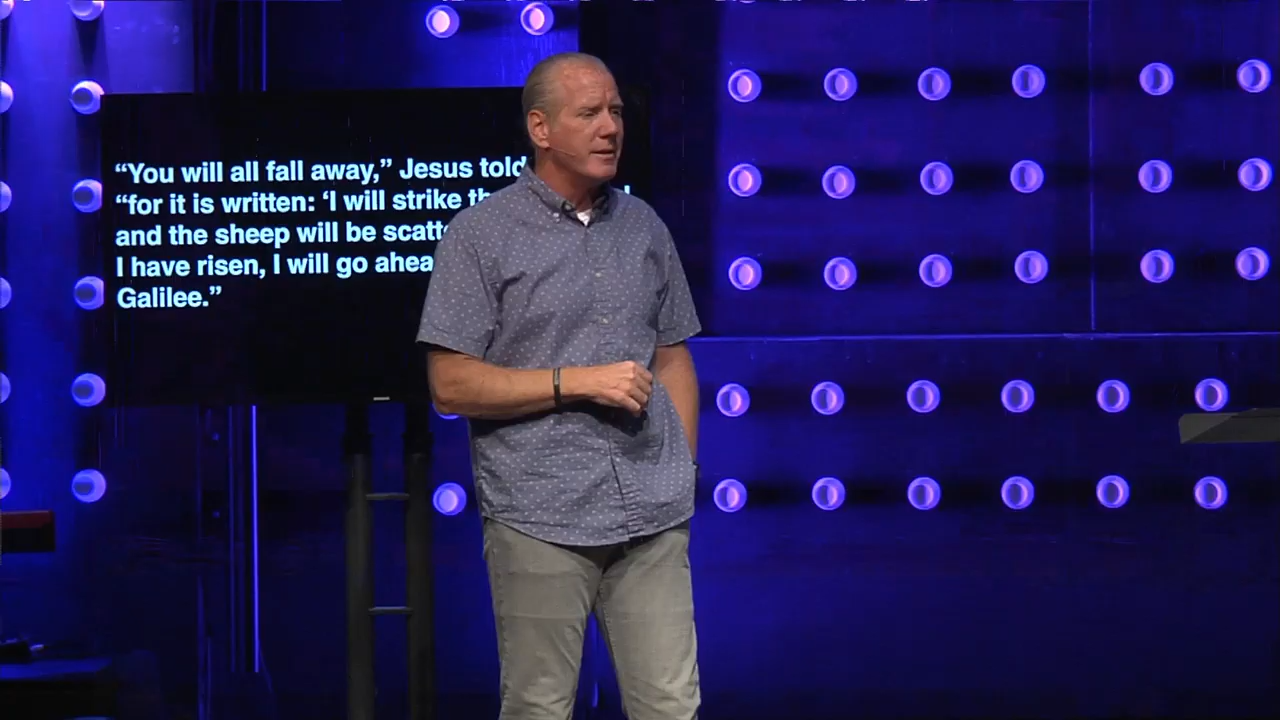 “You will all fall away,” Jesus told
“for it is written: ‘I will strike
and the sheep will be
I have risen, I will go
Galilee.”